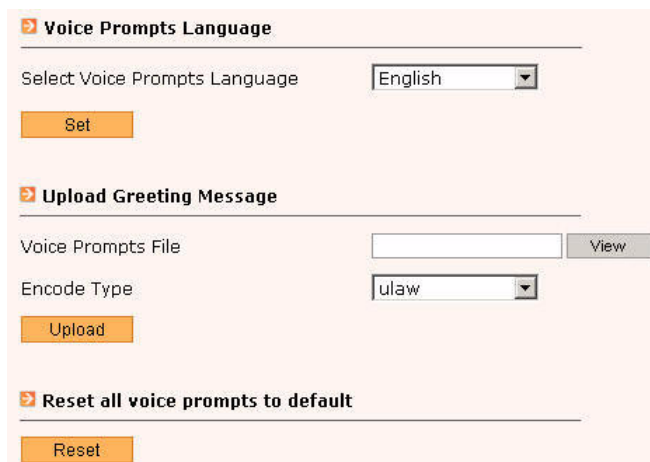 Voice Prompts Language
Select Voice Prompts Language English
Set
Upload Greeting Message
Voice Prompts File View
Encode Type ulaw
Upload
Reset all voice prompts to default
Reset